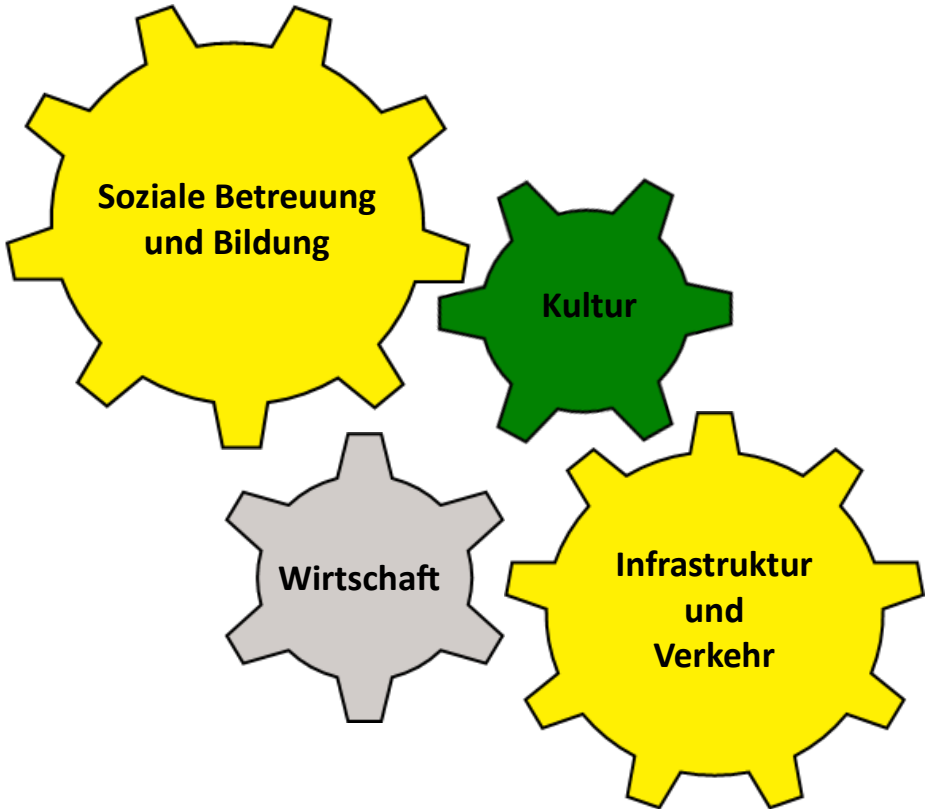 Soziale Betreuung
und Bildung
Kultur
Wirtschaft
Infrastruktur
und
Verkehr